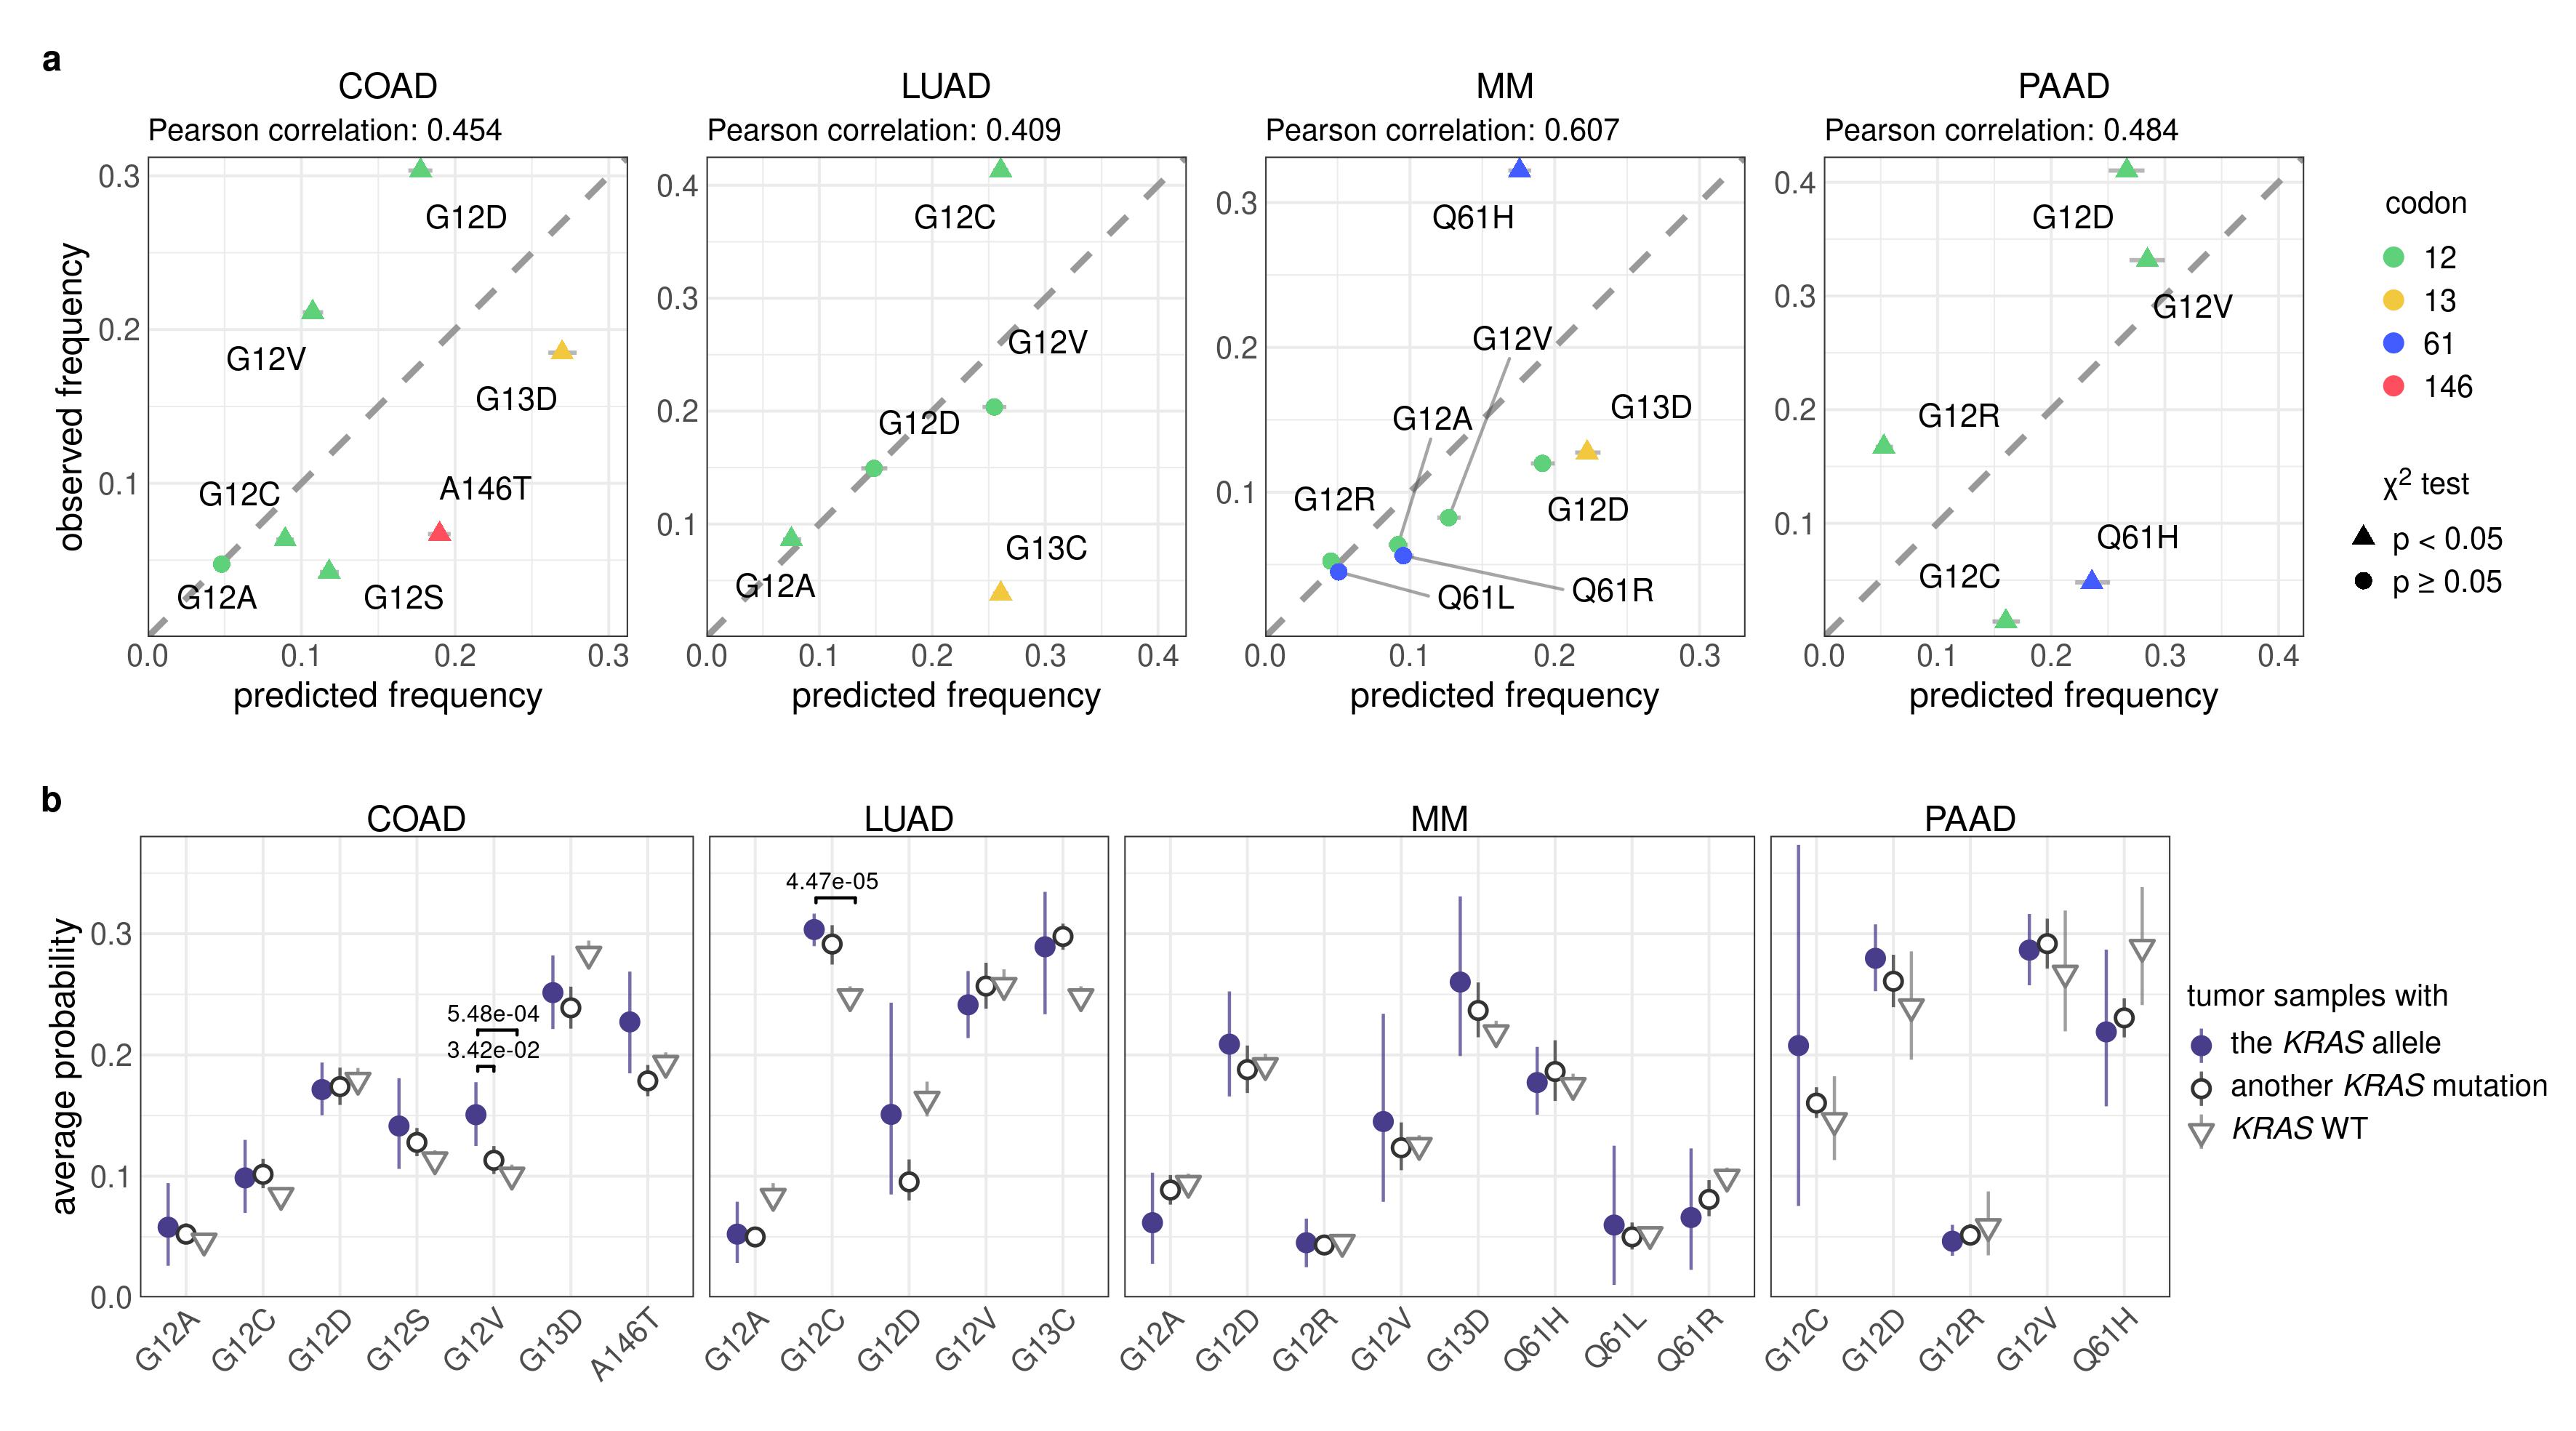 a
COAD
LUAD
MM
PAAD
Pearson correlation: 0.454
Pearson correlation: 0.409
Pearson correlation: 0.607
Pearson correlation: 0.484
observed frequency
0.3
0.2
0.1
G12D
G12V
G13D
G12C
A146T
G12A
G12S
0.0 0.1 0.2 0.3
predicted frequency
0.4
0.3
0.2
0.1
G12C
G12V
G12D
G13C
G12A
0.0 0.1 0.2 0.3 0.4
predicted frequency
0.3
0.2
0.1
Q61H
G12V
G12A
G13D
G12R
G12D
Q61R
Q61L
0.0 0.1 0.2 0.3
predicted frequency
0.4
0.3
0.2
0.1
G12D
G12V
G12R
Q61H
G12C
0.0 0.1 0.2 0.3 0.4
predicted frequency
codon
12
13
61
146
χ² test
p < 0.05
p ≥ 0.05
b
COAD
LUAD
MM
PAAD
average probability
0.3
0.2
0.1
0.0
5.48e-04
3.42e-02
4.47e-05
G12A G12C G12D G12S G12V G13D A146T
G12A G12C G12D G12V G13C
G12A G12D G12R G12V G13D Q61H Q61L Q61R
G12C G12D G12R G12V Q61H
tumor samples with
the KRAS allele
another KRAS mutation
KRAS WT